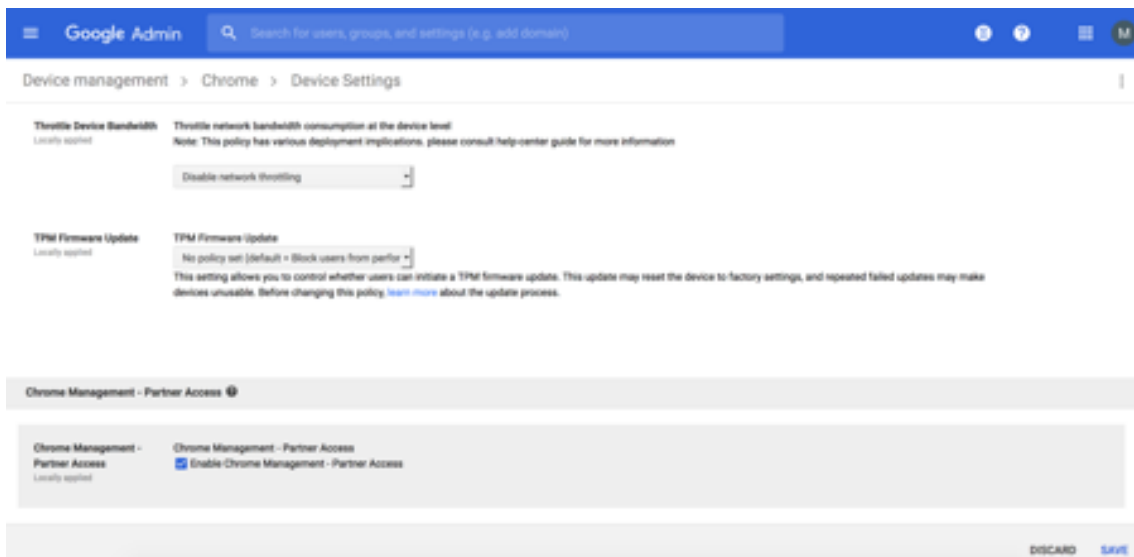 Google Admin
Search for users, groups, and settings (e.g. add domain)
M
Device management > Chrome > Device Settings
Throttle Device Bandwidth
Locally applied
Throttle network bandwidth consumption at the device level
Note: This policy has various deployment implications, please consult help-center guide for more information
Disable network throttling
TPM Firmware Update
Locally applied
TPM Firmware Update
No policy set (default = Block users from perfor
This setting allows you to control whether users can initiate a TPM firmware update. This update may reset the device to factory settings, and repeated failed updates may make
devices unusable. Before changing this policy, learn more about the update process.
Chrome Management - Partner Access
Chrome Management -
Partner Access
Locally applied
Chrome Management - Partner Access
Enable Chrome Management - Partner Access
DISCARD SAVE